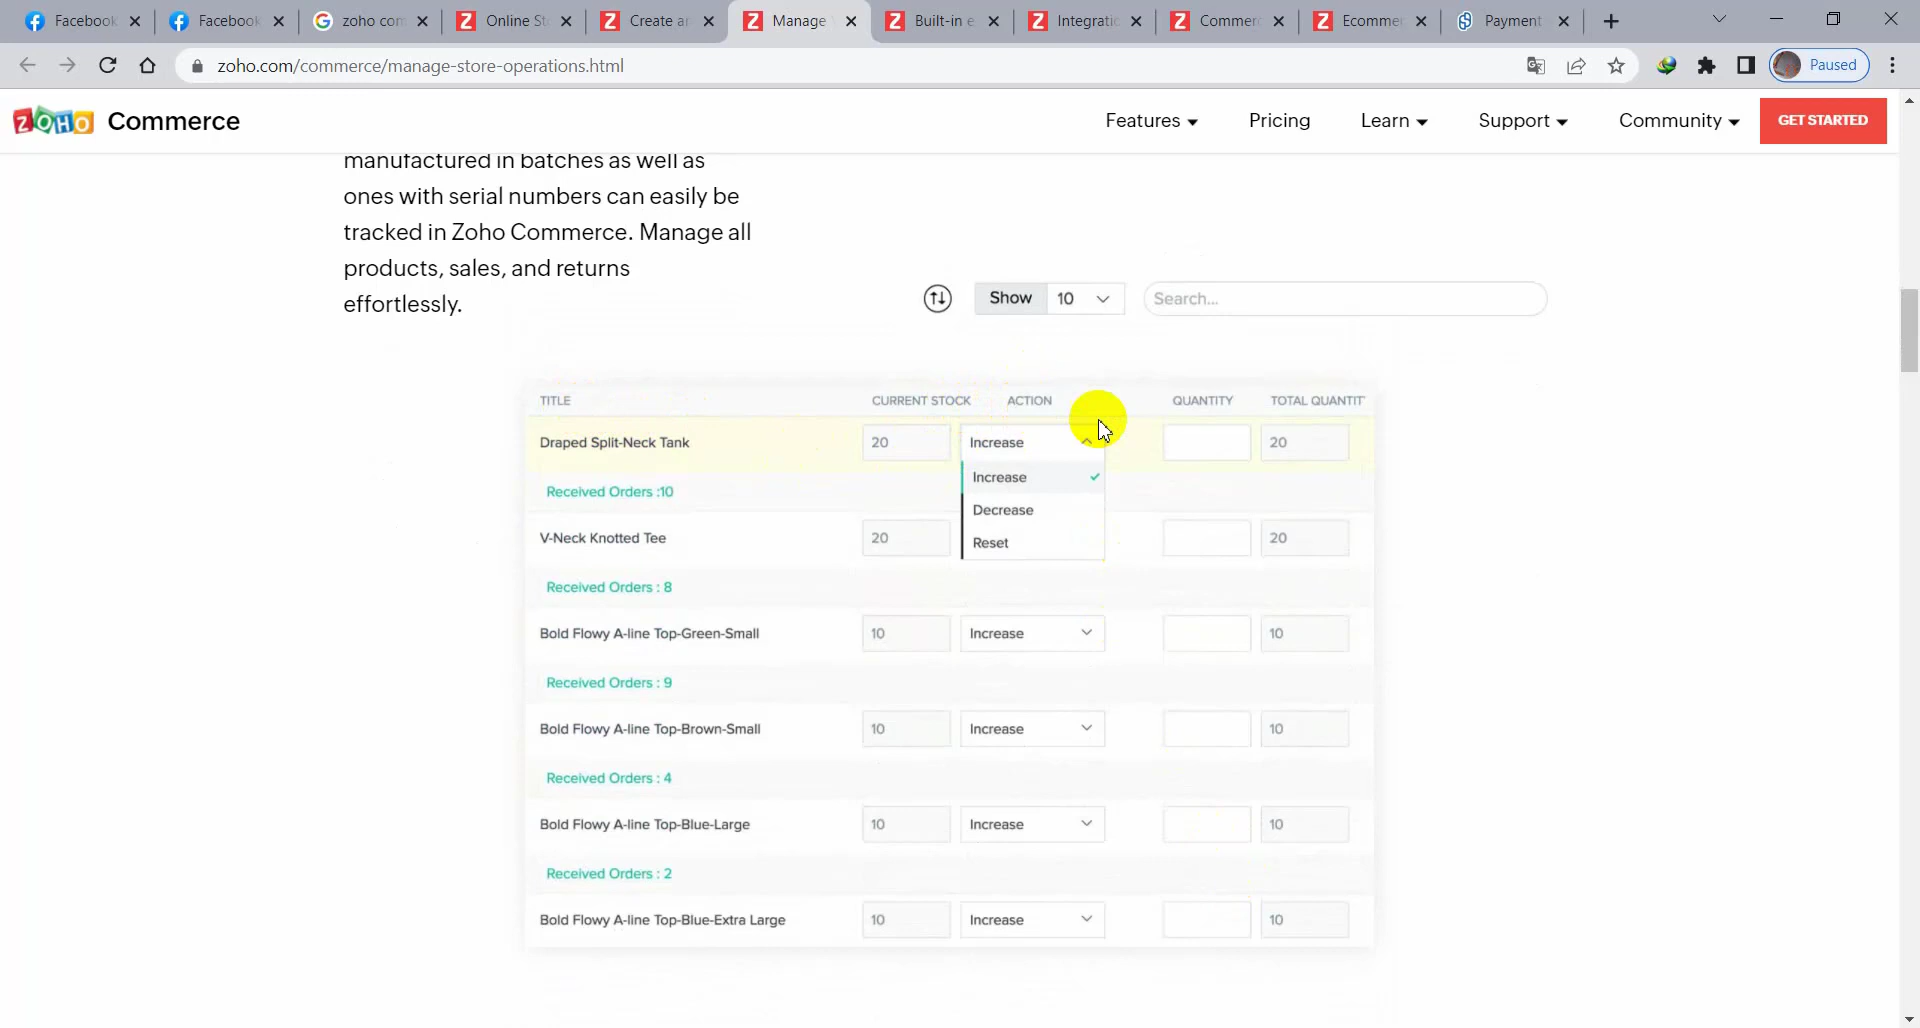 Facebook
Facebook
zoho com
Online St
Create a
Manage
Built-in e
Integratio
Commerc
Ecommer
Payment
zoho.com/commerce/manage-store-operations.html
Paused
ZOHO Commerce
Features
Pricing
Learn
Support
Community
GET STARTED
manufactured in batches as well as
ones with serial numbers can easily be
tracked in Zoho Commerce. Manage all
products, sales, and returns
effortlessly.
Show 10
Search...
TITLE CURRENT STOCK ACTION QUANTITY TOTAL QUANTIT
Draped Split-Neck Tank 20 Increase 20
Increase
Received Orders :10
Decrease
V-Neck Knotted Tee 20 Reset 20
Received Orders : 8
Bold Flowy A-line Top-Green-Small 10 Increase 10
Received Orders : 9
Bold Flowy A-line Top-Brown-Small 10 Increase 10
Received Orders : 4
Bold Flowy A-line Top-Blue-Large 10 Increase 10
Received Orders : 2
Bold Flowy A-line Top-Blue-Extra Large 10 Increase 10